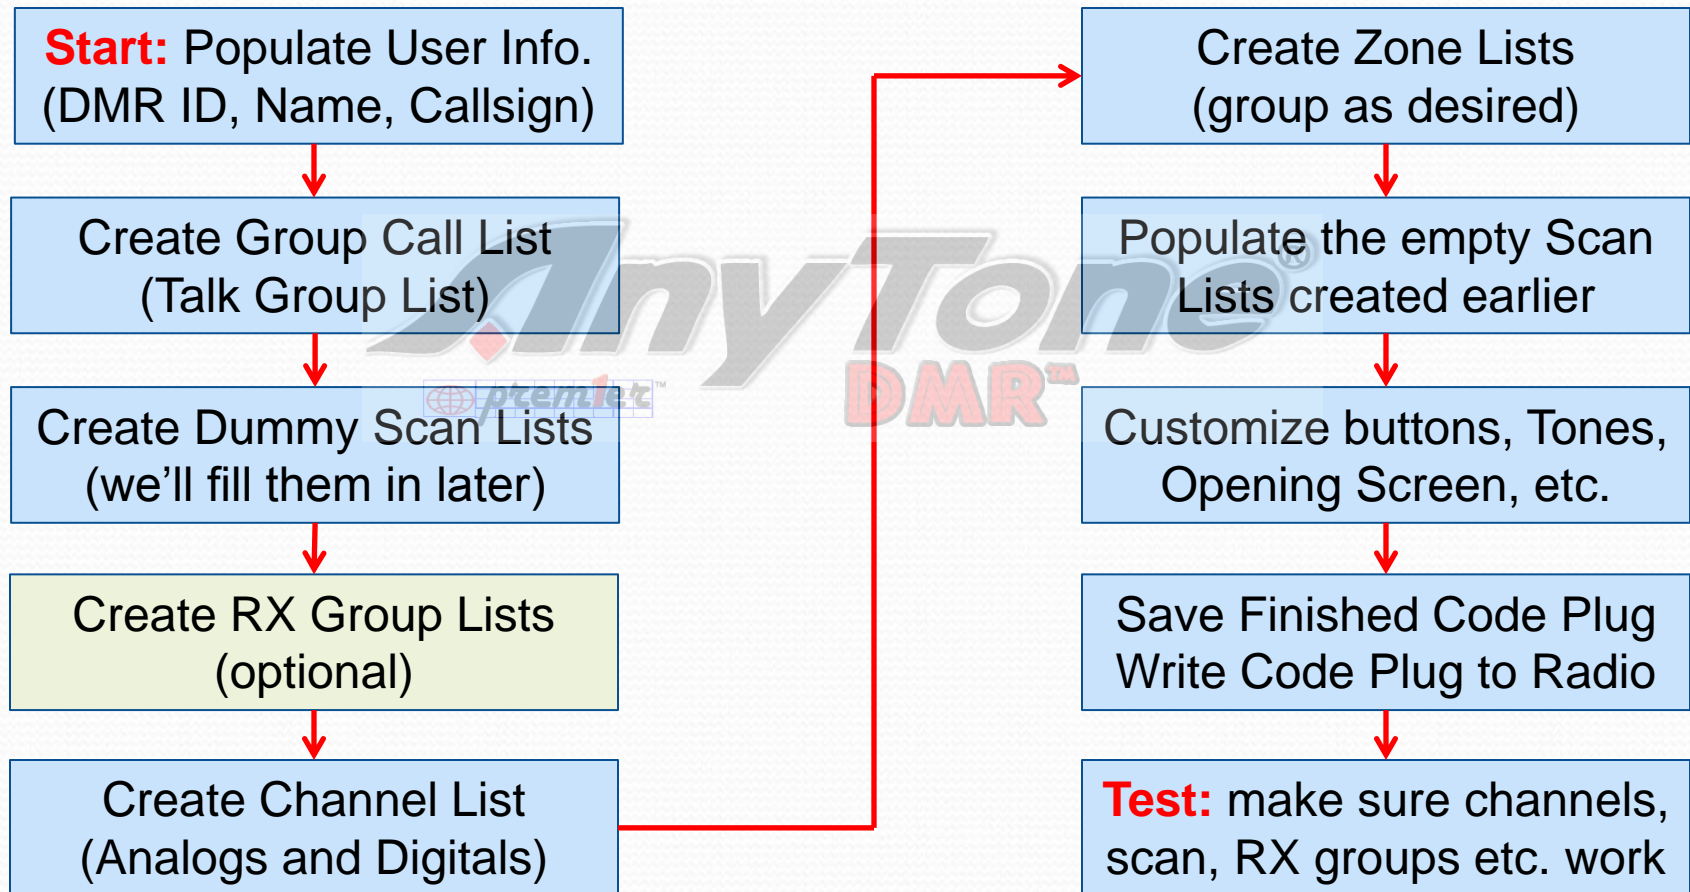 Start: Populate User Info.
(DMR ID, Name, Callsign)
Create Group Call List
(Talk Group List)
Create Dummy Scan Lists
(we’ll fill them in later)
Create RX Group Lists
(optional)
Create Channel List
(Analogs and Digitals)
Create Zone Lists
(group as desired)
Populate the empty Scan
Lists created earlier
Customize buttons, Tones,
Opening Screen, etc.
Save Finished Code Plug
Write Code Plug to Radio
Test: make sure channels,
scan, RX groups etc. work
AnyTone®
premier™
DMR™